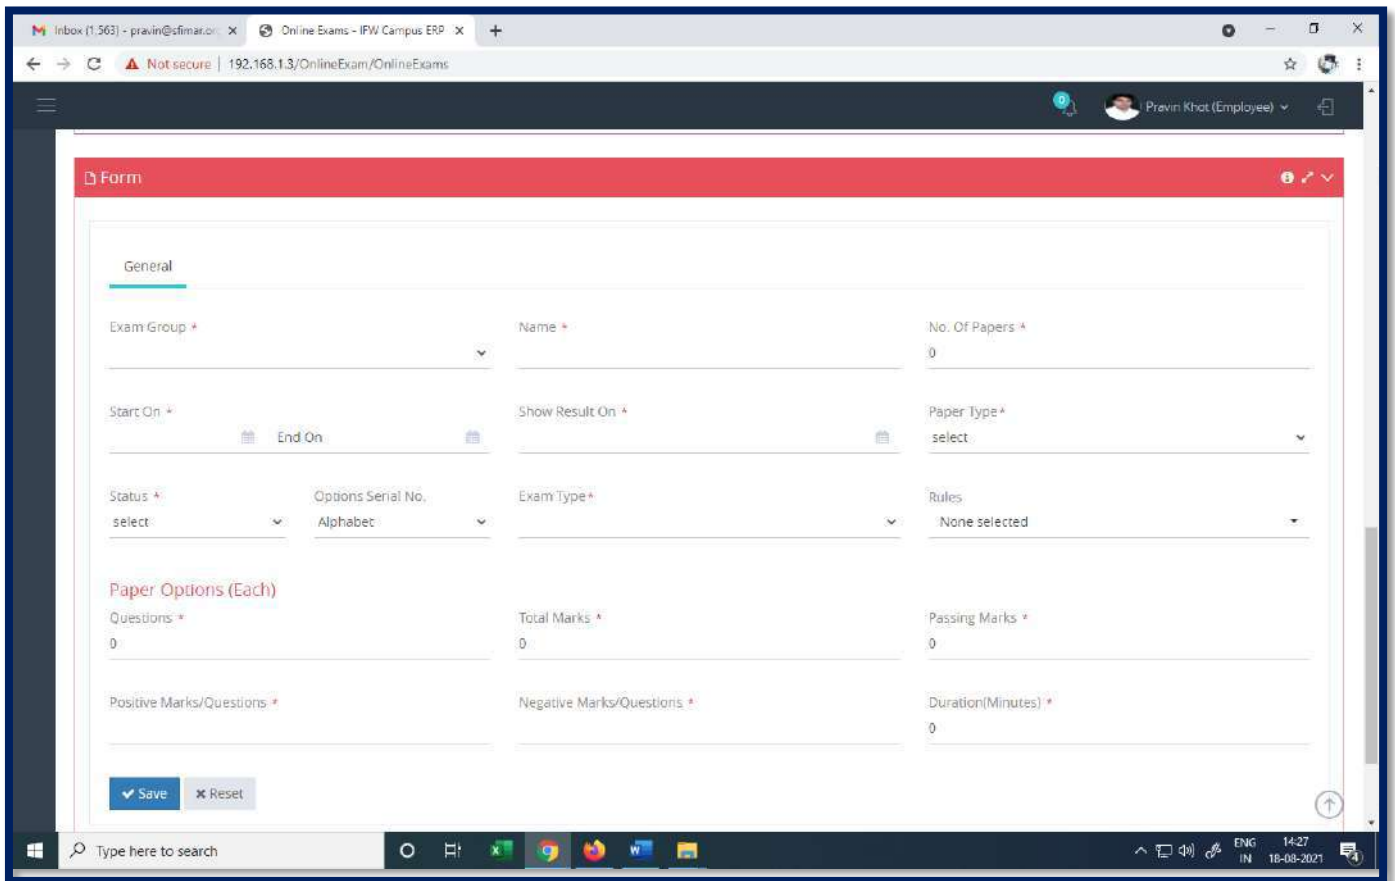 Inbox (1,563) - pravin@sfimar.or
Online Exams - IFW Campus ERP
Not secure | 192.168.1.3/OnlineExam/OnlineExams
0
Pravin Khot (Employee)
Form
General
Exam Group *
Name *
No. Of Papers *
0
Start On *
Show Result On *
Paper Type*
End On
select
Status *
Options Serial No.
Exam Type*
Rules
select
Alphabet
None selected
Paper Options (Each)
Questions *
Total Marks *
Passing Marks *
0
0
0
Positive Marks/Questions *
Negative Marks/Questions *
Duration(Minutes) *
0
Save
Reset
Type here to search
ENG
IN
14:27
18-08-2021
4